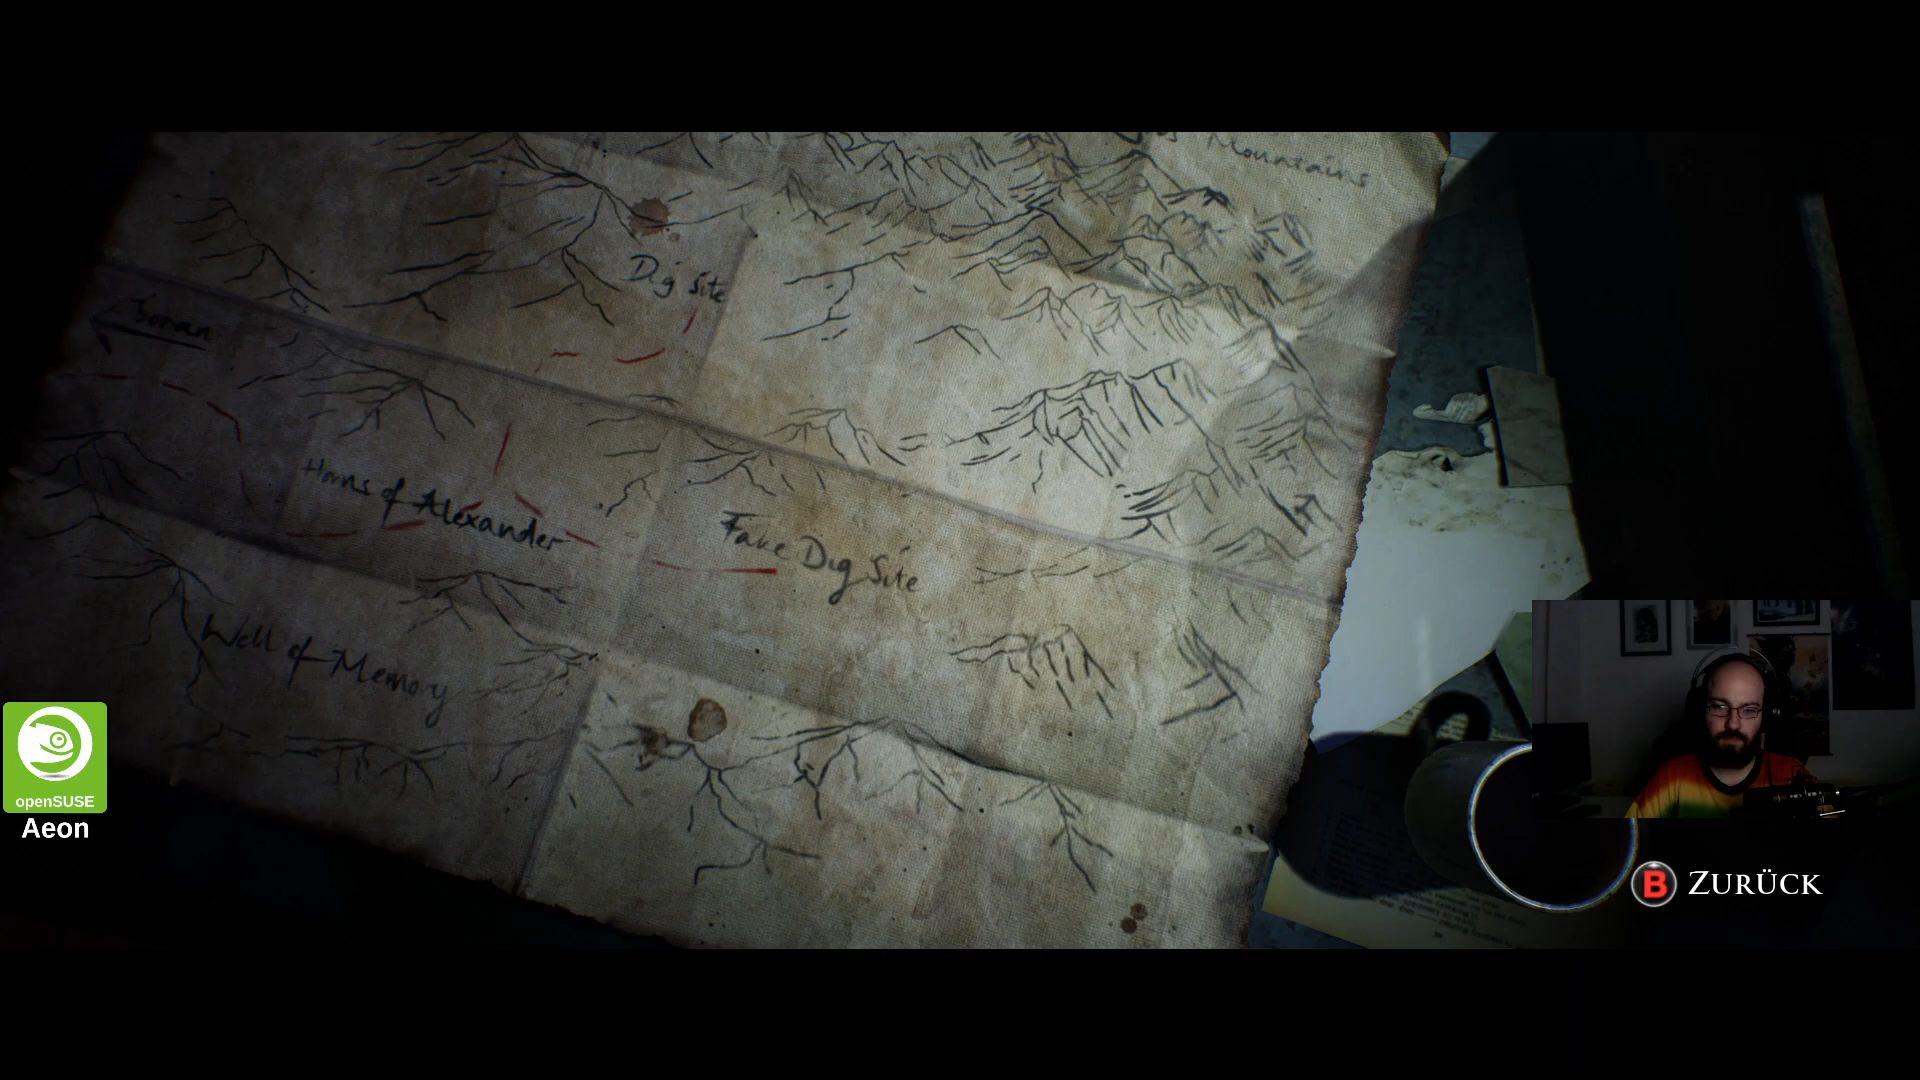 Mountains
Dig Site
Soran
Horns of Alexander
Fake Dig Site
Well of Memory
openSUSE
Aeon
B ZURÜCK